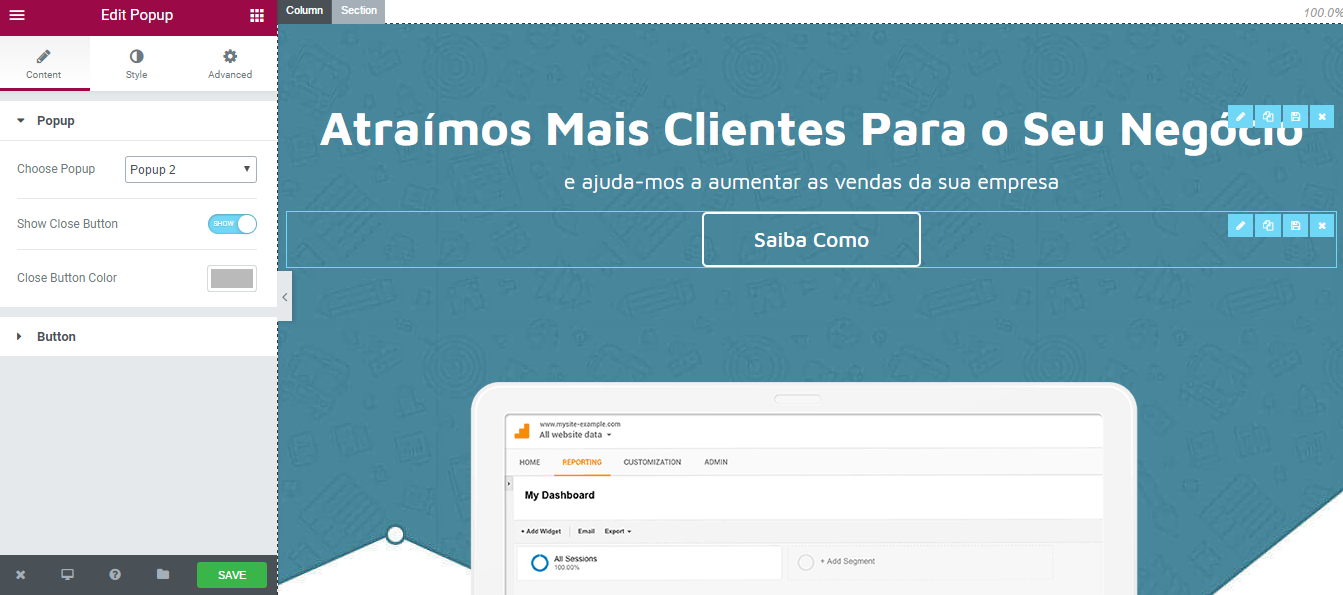 Edit Popup
Column Section
100.0%
Content Style Advanced
Popup
Choose Popup Popup 2
Show Close Button SHOW
Close Button Color
Button
SAVE
Atraímos Mais Clientes Para o Seu Negócio
e ajuda-mos a aumentar as vendas da sua empresa
Saiba Como
www.mysite-example.com
All website data
HOME REPORTING CUSTOMIZATION ADMIN
My Dashboard
+ Add Widget Email Export
All Sessions
100.00%
+ Add Segment